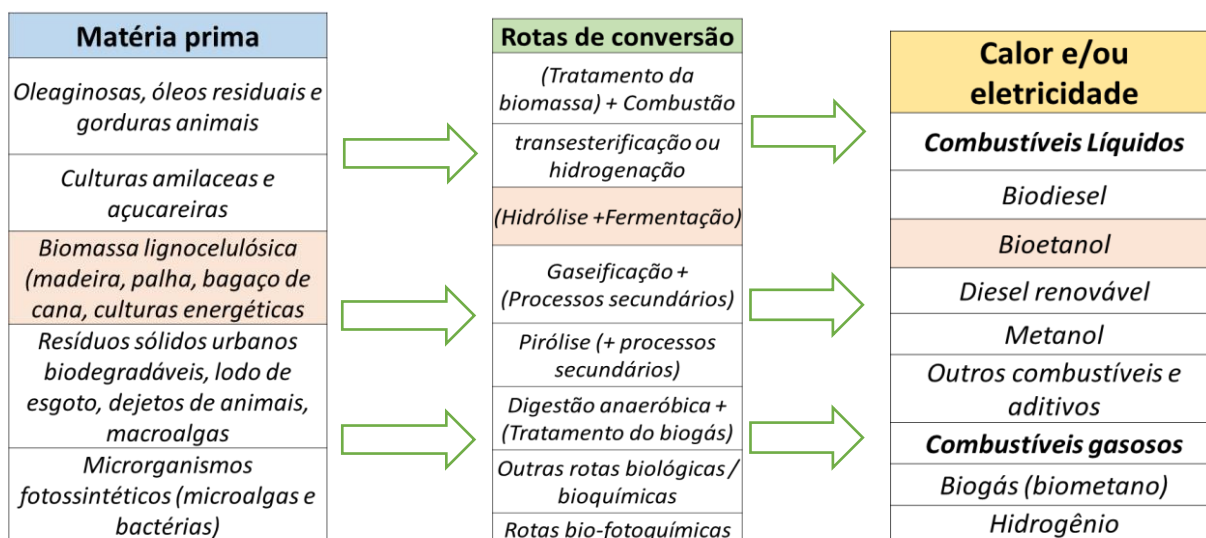 Matéria prima
Oleaginosas, óleos residuais e
gorduras animais
Culturas amilaceas e
açucareiras
Biomassa lignocelulósica
(madeira, palha, bagaço de
cana, culturas energéticas
Resíduos sólidos urbanos
biodegradáveis, lodo de
esgoto, dejetos de animais,
macroalgas
Microrganismos
fotossintéticos (microalgas e
bactérias)
Rotas de conversão
(Tratamento da
biomassa) + Combustão
transesterificação ou
hidrogenação
(Hidrólise +Fermentação)
Gaseificação +
(Processos secundários)
Pirólise (+ processos
secundários)
Digestão anaeróbica +
(Tratamento do biogás)
Outras rotas biológicas /
bioquímicas
Rotas bio-fotoquímicas
Calor e/ou
eletricidade
Combustíveis Líquidos
Biodiesel
Bioetanol
Diesel renovável
Metanol
Outros combustíveis e
aditivos
Combustíveis gasosos
Biogás (biometano)
Hidrogênio